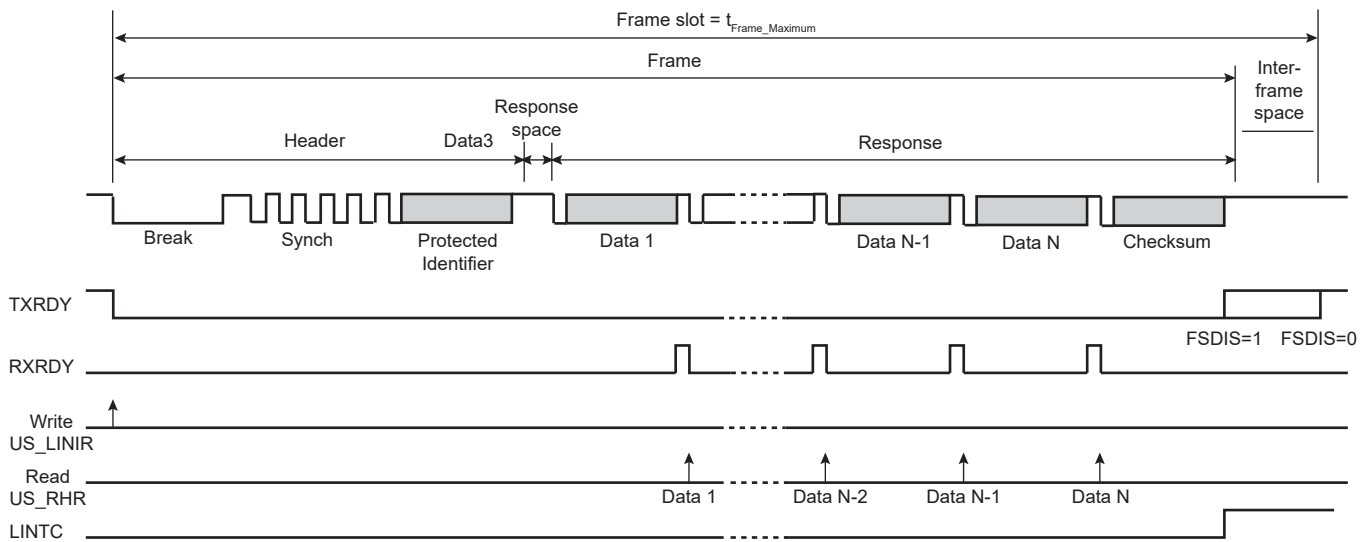 Frame slot = tFrame_Maximum
Frame
Inter-
frame
space
Response
space
Header
Data3
Response
Break
Synch
Protected
Identifier
Data 1
Data N-1
Data N
Checksum
TXRDY
FSDIS=1
FSDIS=0
RXRDY
Write
US_LINIR
Read
US_RHR
Data 1
Data N-2
Data N-1
Data N
LINTC